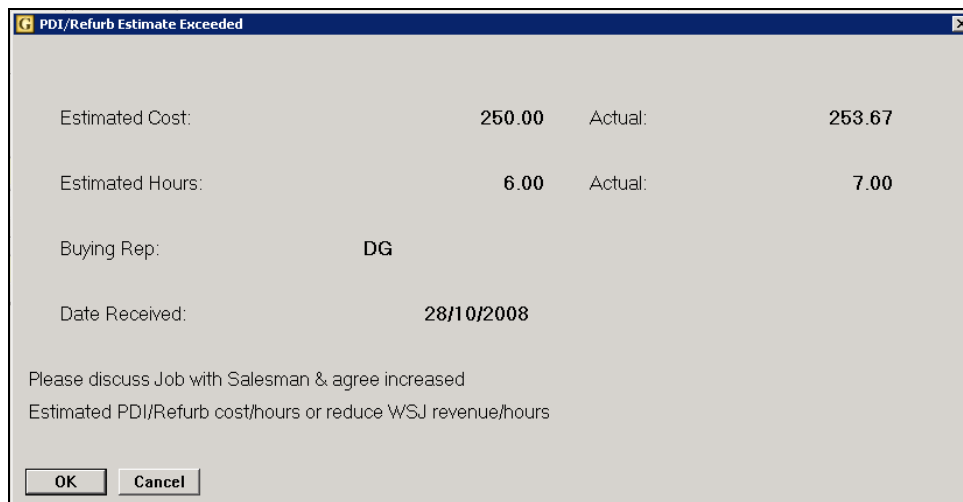 G PDI/Refurb Estimate Exceeded
Estimated Cost: 250.00 Actual: 253.67
Estimated Hours: 6.00 Actual: 7.00
Buying Rep: DG
Date Received: 28/10/2008
Please discuss Job with Salesman & agree increased
Estimated PDI/Refurb cost/hours or reduce WSJ revenue/hours
OK Cancel